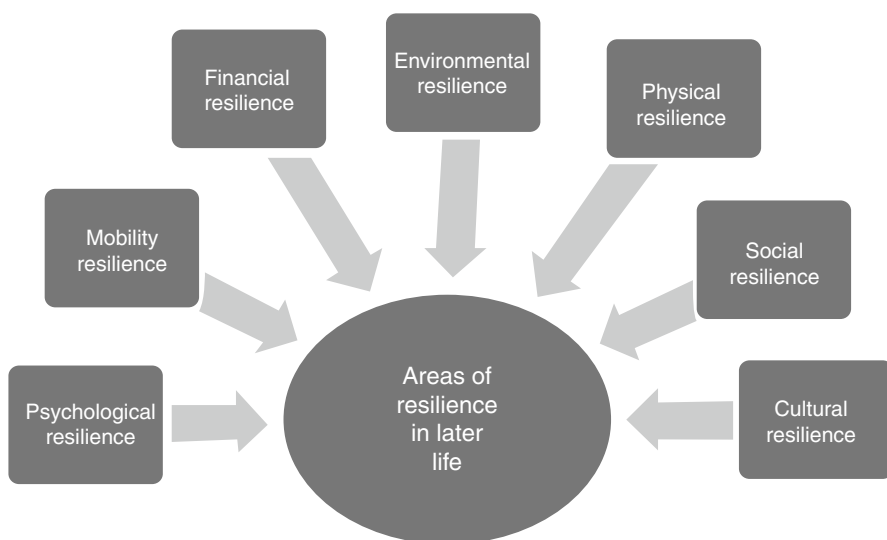 Environmental
resilience
Financial
resilience
Physical
resilience
Mobility
resilience
Social
resilience
Psychological
resilience
Cultural
resilience
Areas of
resilience
in later
life